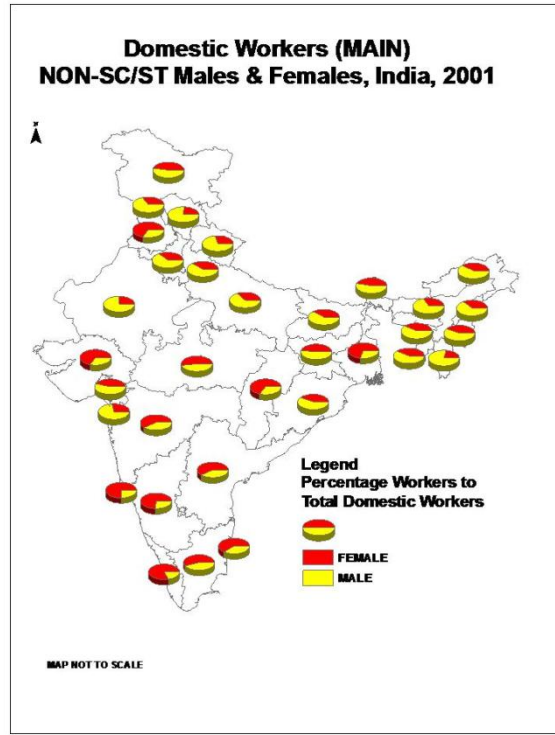 Domestic Workers (MAIN)
NON-SC/ST Males & Females, India, 2001
N
Legend
Percentage Workers to
Total Domestic Workers
FEMALE
MALE
MAP NOT TO SCALE